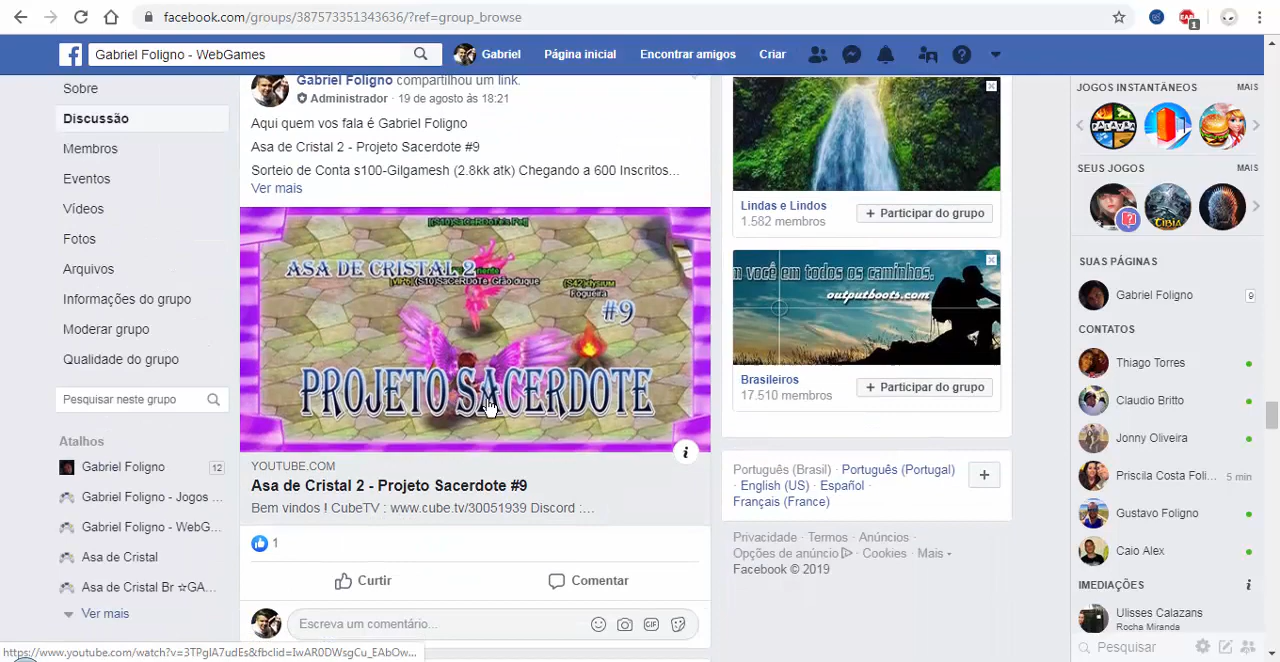 facebook.com/groups/387573351343636/?ref=group_browse
1
Gabriel Foligno - WebGames
Gabriel
Página inicial
Encontrar amigos
Criar
Sobre
Discussão
Membros
Eventos
Vídeos
Fotos
Arquivos
Informações do grupo
Moderar grupo
Qualidade do grupo
Pesquisar neste grupo
Atalhos
Gabriel Foligno
12
Gabriel Foligno - Jogos ...
Gabriel Foligno - WebG...
Asa de Cristal
Asa de Cristal Br ☆GA...
Ver mais
Gabriel Foligno compartilhou um link.
Administrador · 19 de agosto às 18:21
Aqui quem vos fala é Gabriel Foligno
Asa de Cristal 2 - Projeto Sacerdote #9
Sorteio de Conta s100-Gilgamesh (2.8kk atk) Chegando a 600 Inscritos...
Ver mais
ASA DE CRISTAL 2
Grão duque
Fogueira
#9
PROJETO SACERDOTE
YOUTUBE.COM
Asa de Cristal 2 - Projeto Sacerdote #9
Bem vindos ! CubeTV : www.cube.tv/30051939 Discord :...
1
Curtir
Comentar
Escreva um comentário...
GIF
Lindas e Lindos
1.582 membros
+ Participar do grupo
m você em todos os caminhos.
outputboots.com
Brasileiros
17.510 membros
+ Participar do grupo
Português (Brasil) · Português (Portugal)
· English (US) · Español ·
Français (France)
Privacidade · Termos · Anúncios ·
Opções de anúncio · Cookies · Mais
Facebook © 2019
JOGOS INSTANTÂNEOS
MAIS
PALAVRA
SEUS JOGOS
MAIS
TIBIA
SUAS PÁGINAS
Gabriel Foligno
9
CONTATOS
Thiago Torres
Claudio Britto
Jonny Oliveira
Priscila Costa Foli...
5 min
Gustavo Foligno
Caio Alex
IMEDIAÇÕES
Ulisses Calazans
Rocha Miranda
Pesquisar
https://www.youtube.com/watch?v=3TPgIA7udEs&fbclid=IwAR0DWsgCu_EAbOw...